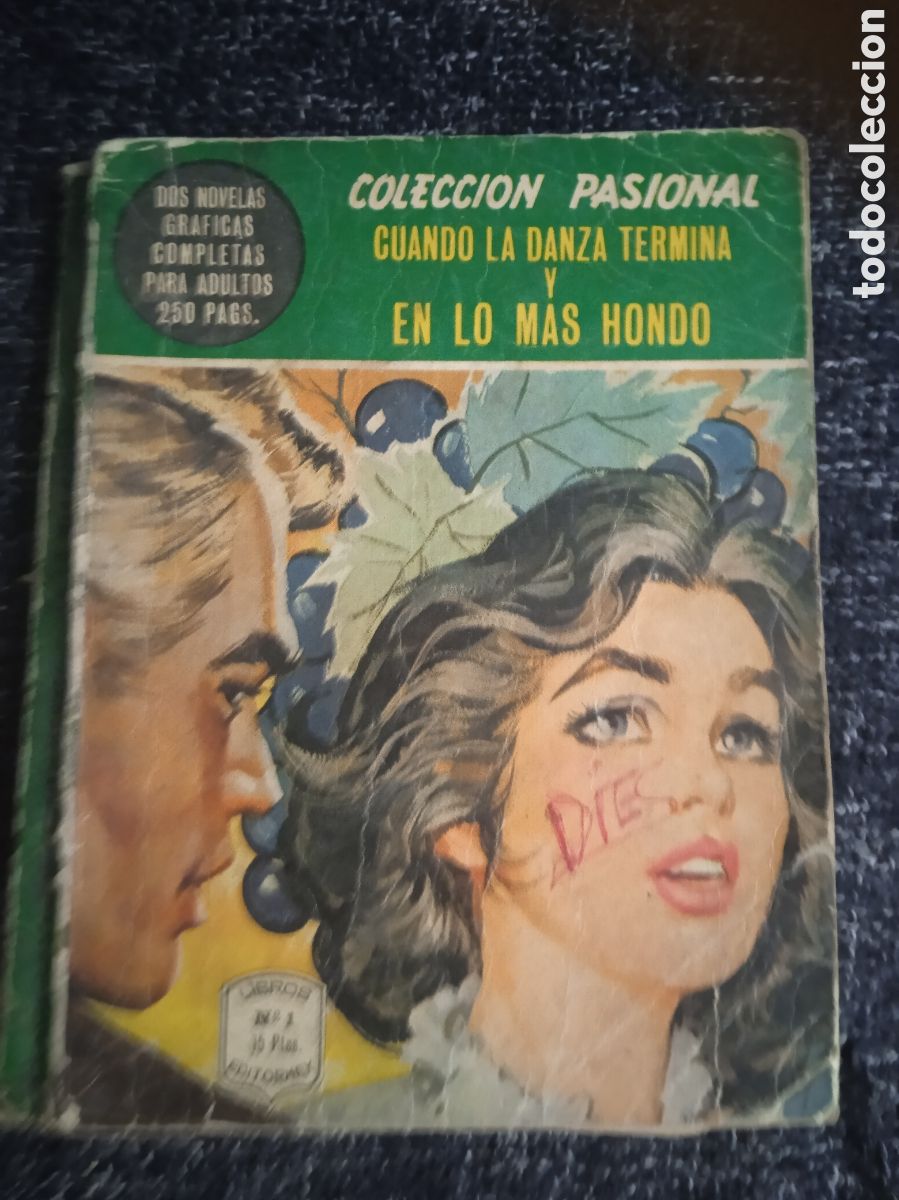 DOS NOVELAS
GRAFICAS
COMPLETAS
PARA ADULTOS
250 PAGS.
COLECCION PASIONAL
CUANDO LA DANZA TERMINA
Y
EN LO MAS HONDO
DIES
LIBROS
Nº 1
15 Ptas.
todocoleccion